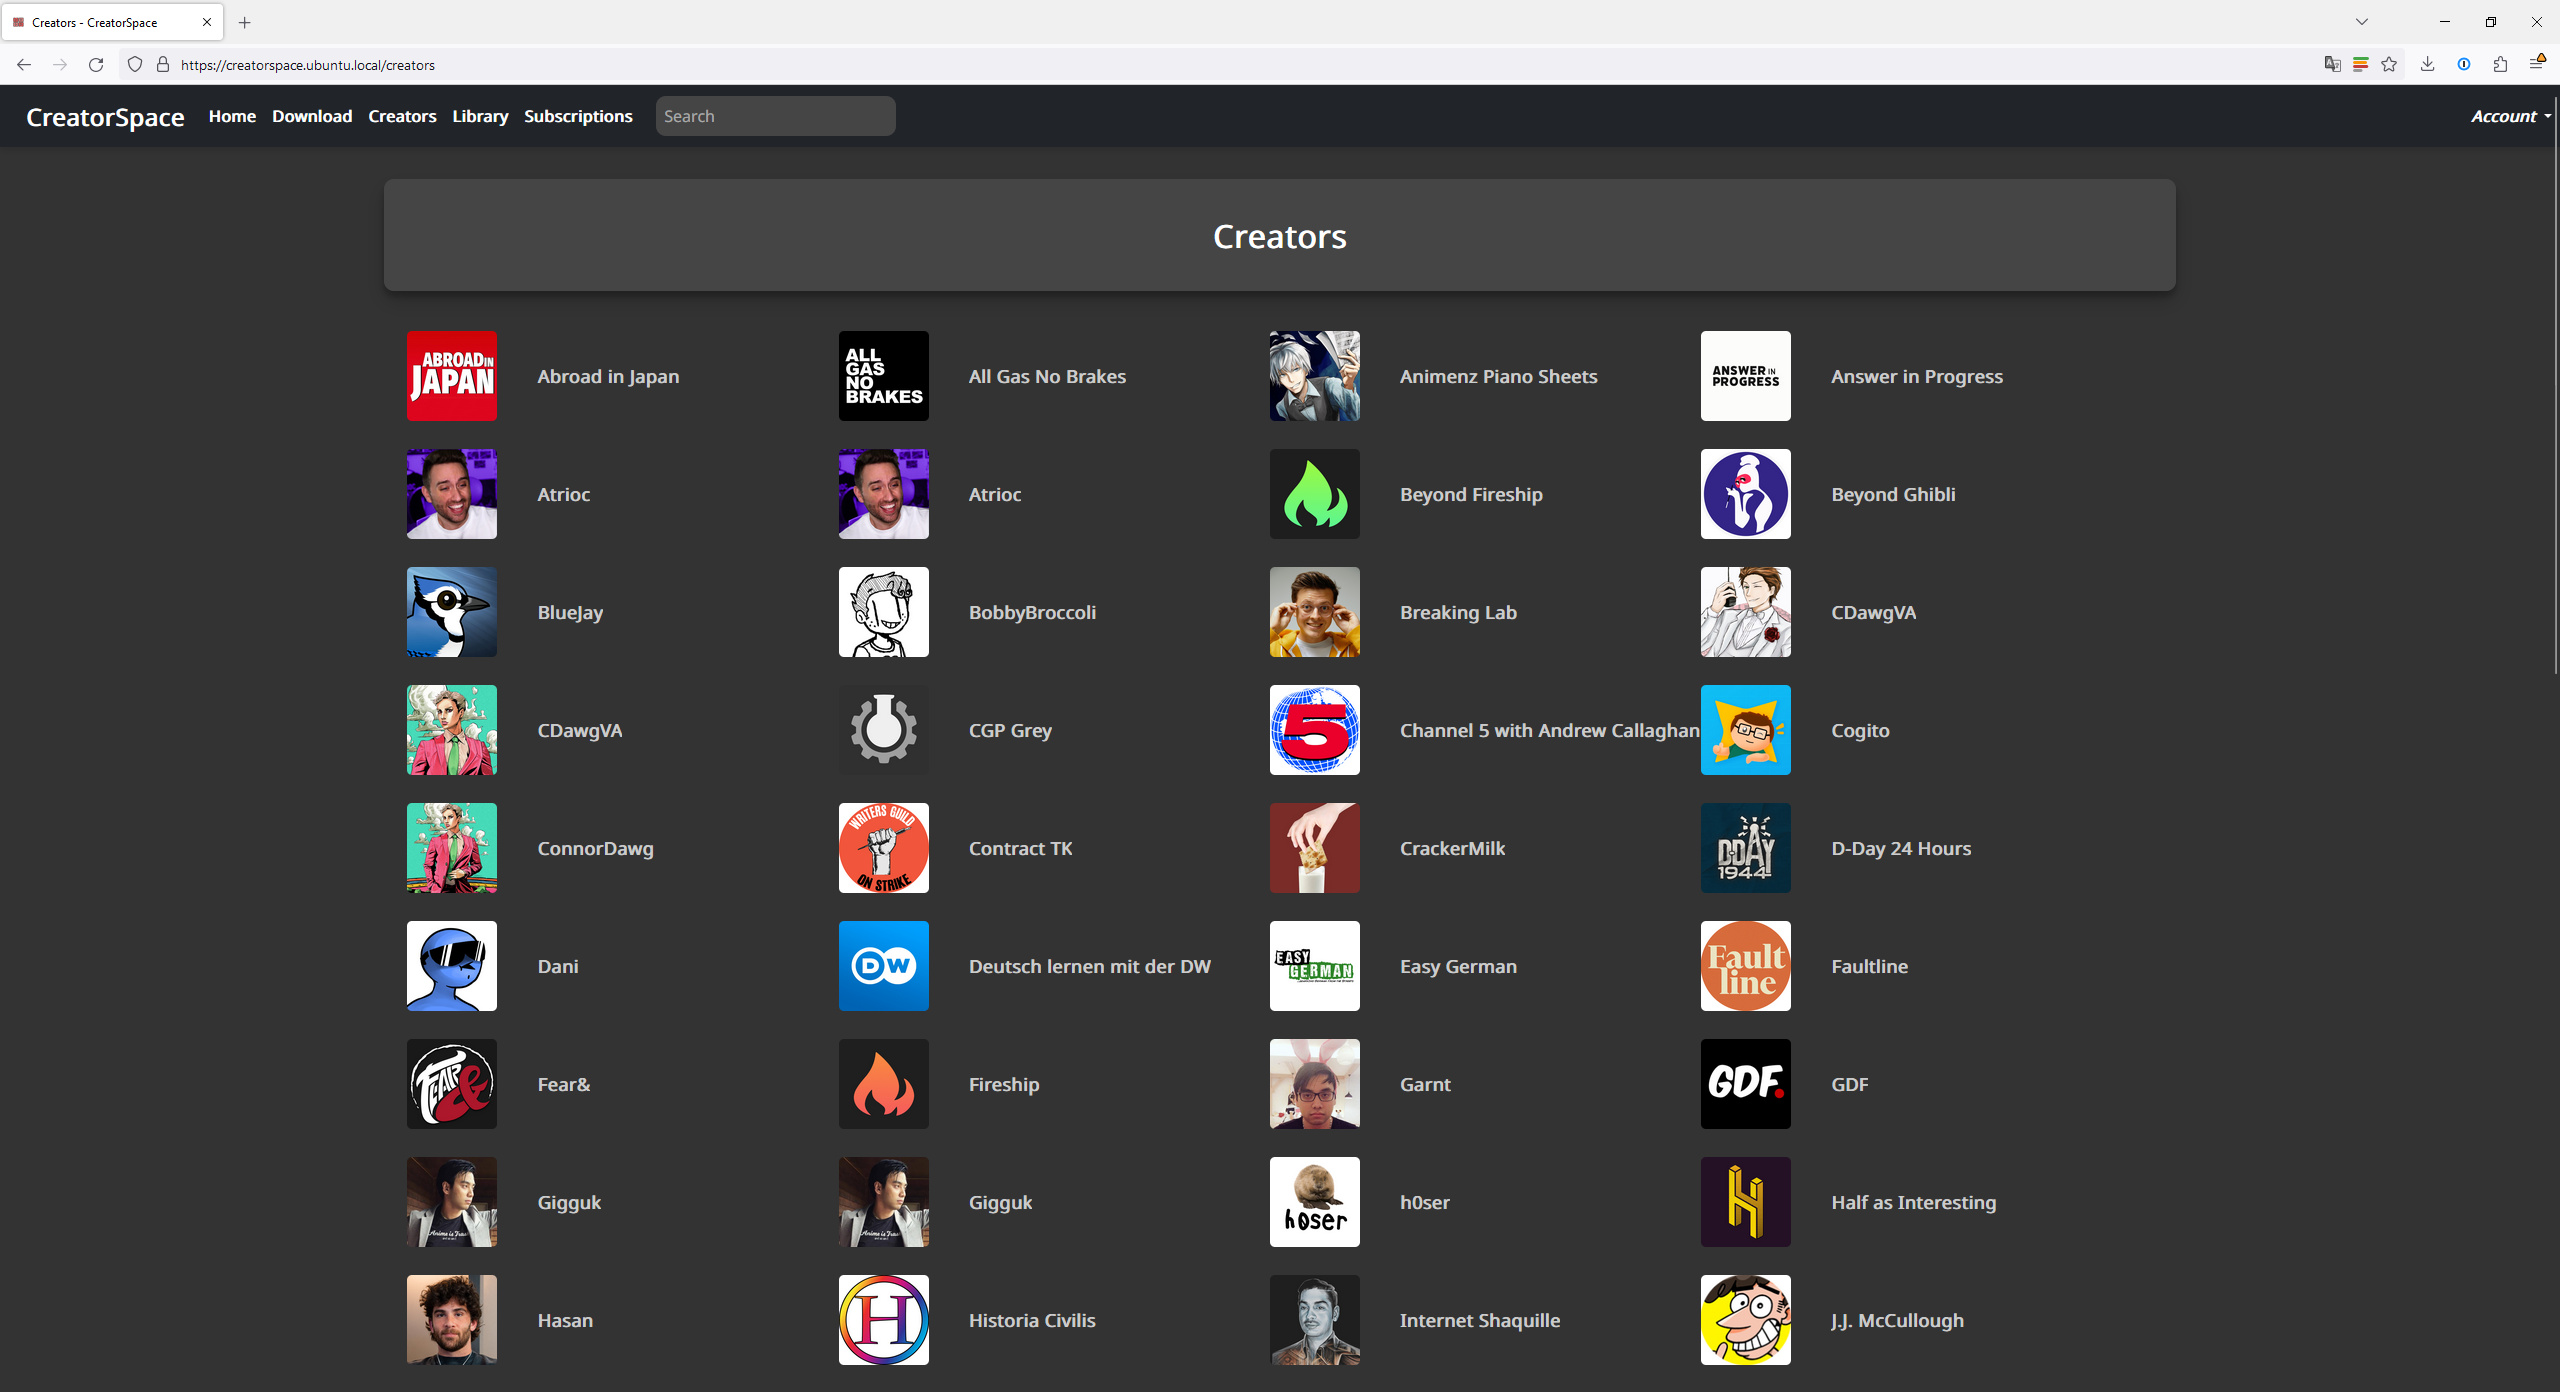 Creators - CreatorSpace
https://creatorspace.ubuntu.local/creators
CreatorSpace Home Download Creators Library Subscriptions Search Account
Creators
ABROAD IN
JAPAN
Abroad in Japan
ALL
GAS
NO
BRAKES
All Gas No Brakes
Animenz Piano Sheets
ANSWER IN
PROGRESS
Answer in Progress
Atrioc
Atrioc
Beyond Fireship
Beyond Ghibli
BlueJay
BobbyBroccoli
Breaking Lab
CDawgVA
CDawgVA
CGP Grey
5
Channel 5 with Andrew Callaghan
Cogito
ConnorDawg
WRITERS GUILD
ON STRIKE
Contract TK
CrackerMilk
D-DAY
1944
D-Day 24 Hours
Dani
DW
Deutsch lernen mit der DW
EASY
GERMAN
Easy German
Fault
line
Faultline
FEAR&
Fear&
Fireship
Garnt
GDF.
GDF
Gigguk
Gigguk
h0ser
h0ser
H
Half as Interesting
Hasan
H
Historia Civilis
Internet Shaquille
J.J. McCullough